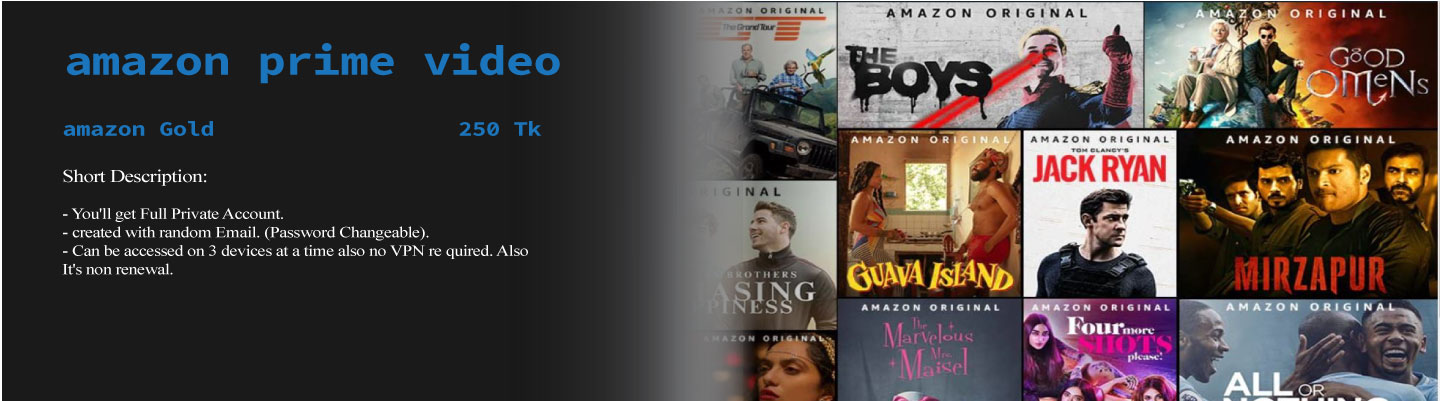 amazon prime video
amazon Gold
250 Tk
Short Description:
- You'll get Full Private Account.
- created with random Email. (Password Changeable).
- Can be accessed on 3 devices at a time also no VPN re quired. Also
It's non renewal.
The Grand Tour
AMAZON ORIGINAL
THE
BOYS
AMAZON ORIGINAL
GOOD
OMENS
RIGINAL
BROTHERS
ASING
PINESS
AMAZON ORIGINAL
GUAVA ISLAND
AMAZON ORIGINAL
TOM CLANCY'S
JACK RYAN
AMAZON ORIGINAL
MIRZAPUR
AMAZON ORIGINAL
AMAZON ORIGINAL
The
Marvelous
Mrs.
Maisel
AMAZON ORIGINAL
Four more
SHOTS
please!
AMAZON ORIGINAL
ALL OR
NOTHING